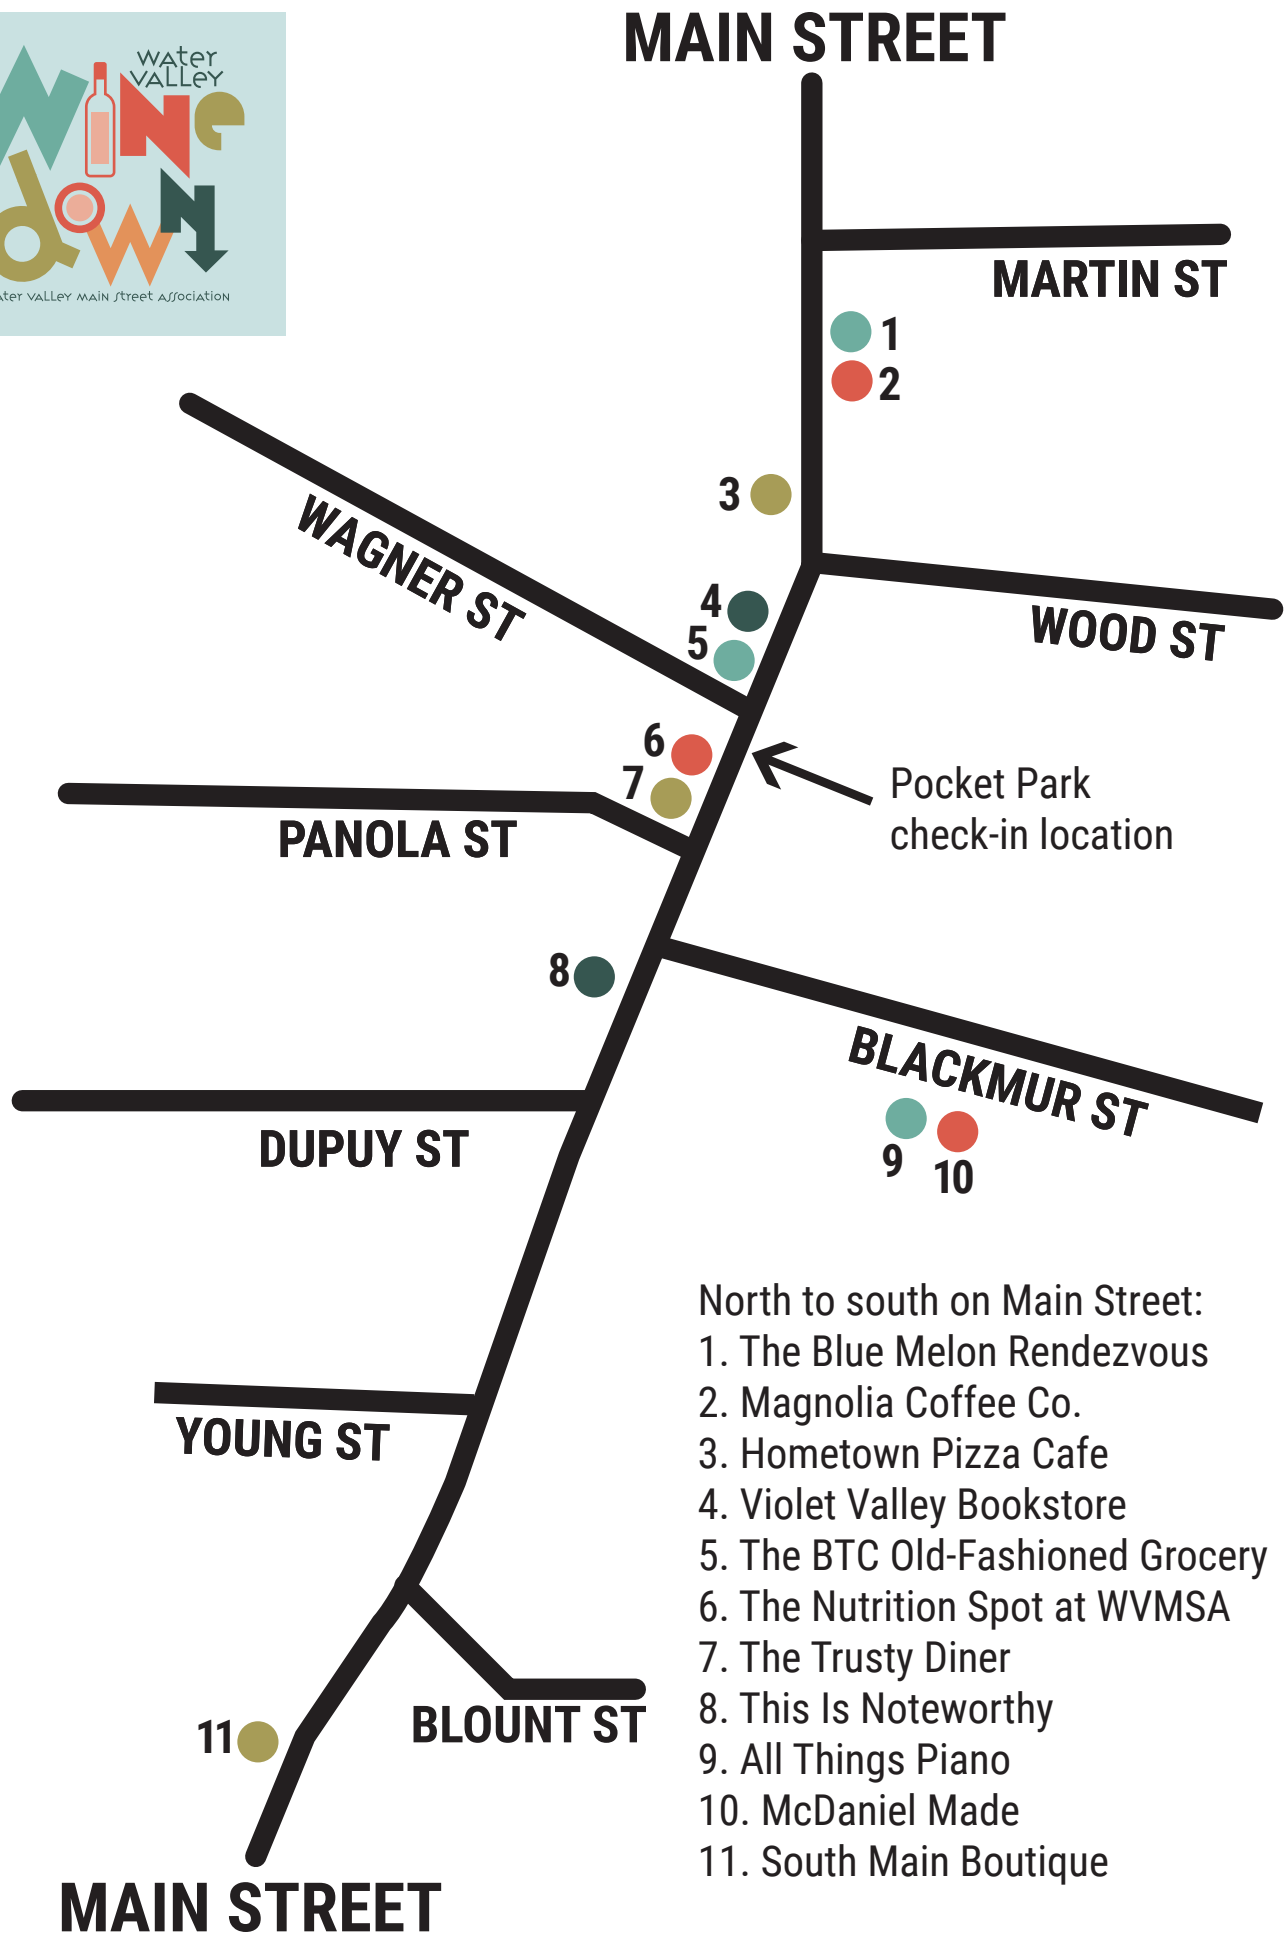 MAIN STREET
WATER
VALLEY
WINE
dOWN
VALLEY MAIN STREET ASSOCIATION
MARTIN ST
1
2
3
WAGNER ST
4
5
WOOD ST
6
7
Pocket Park
check-in location
PANOLA ST
8
BLACKMUR ST
9
10
DUPUY ST
North to south on Main Street:
1. The Blue Melon Rendezvous
2. Magnolia Coffee Co.
3. Hometown Pizza Cafe
4. Violet Valley Bookstore
5. The BTC Old-Fashioned Grocery
6. The Nutrition Spot at WVMSA
7. The Trusty Diner
8. This Is Noteworthy
9. All Things Piano
10. McDaniel Made
11. South Main Boutique
YOUNG ST
BLOUNT ST
11
MAIN STREET